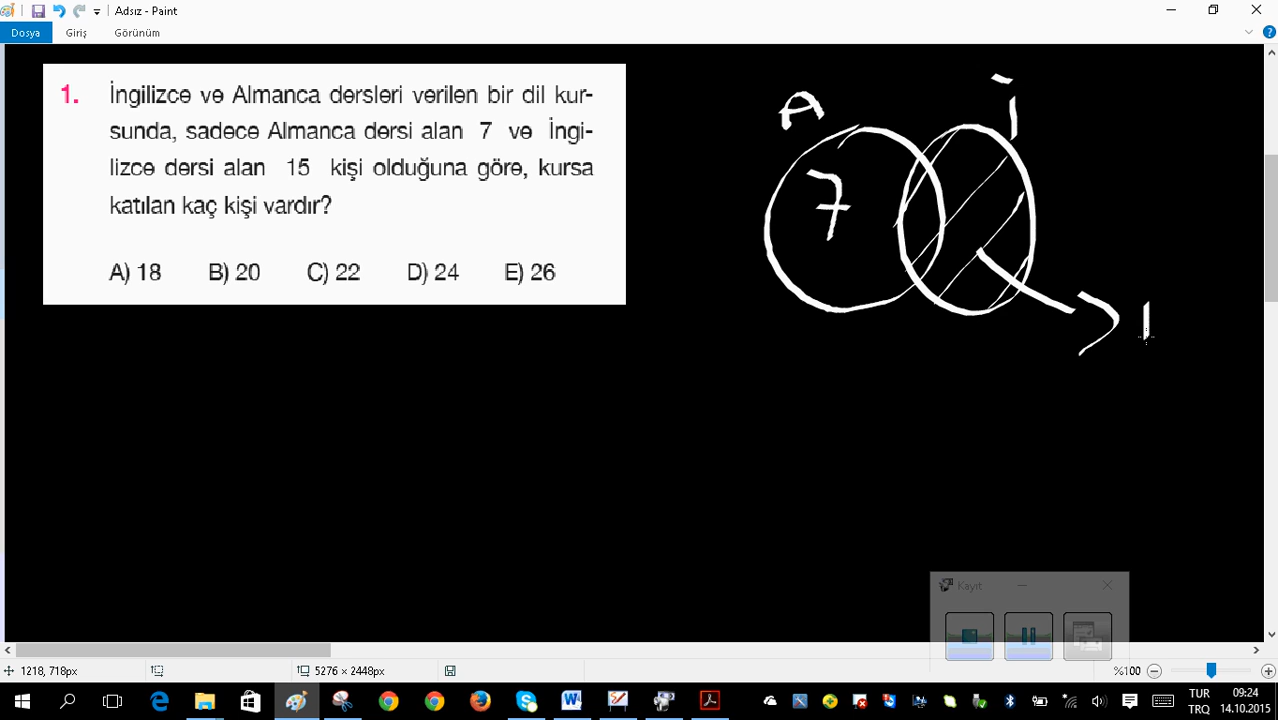 Adsız - Paint
Dosya
Giriş
Görünüm
1. İngilizce ve Almanca dersleri verilen bir dil kur-
sunda, sadece Almanca dersi alan 7 ve İngi-
lizce dersi alan 15 kişi olduğuna göre, kursa
katılan kaç kişi vardır?
A) 18 B) 20 C) 22 D) 24 E) 26
A
İ
7
1
Kayıt
1218, 718px
5276 × 2448px
%100
TUR
TRQ
09:24
14.10.2015